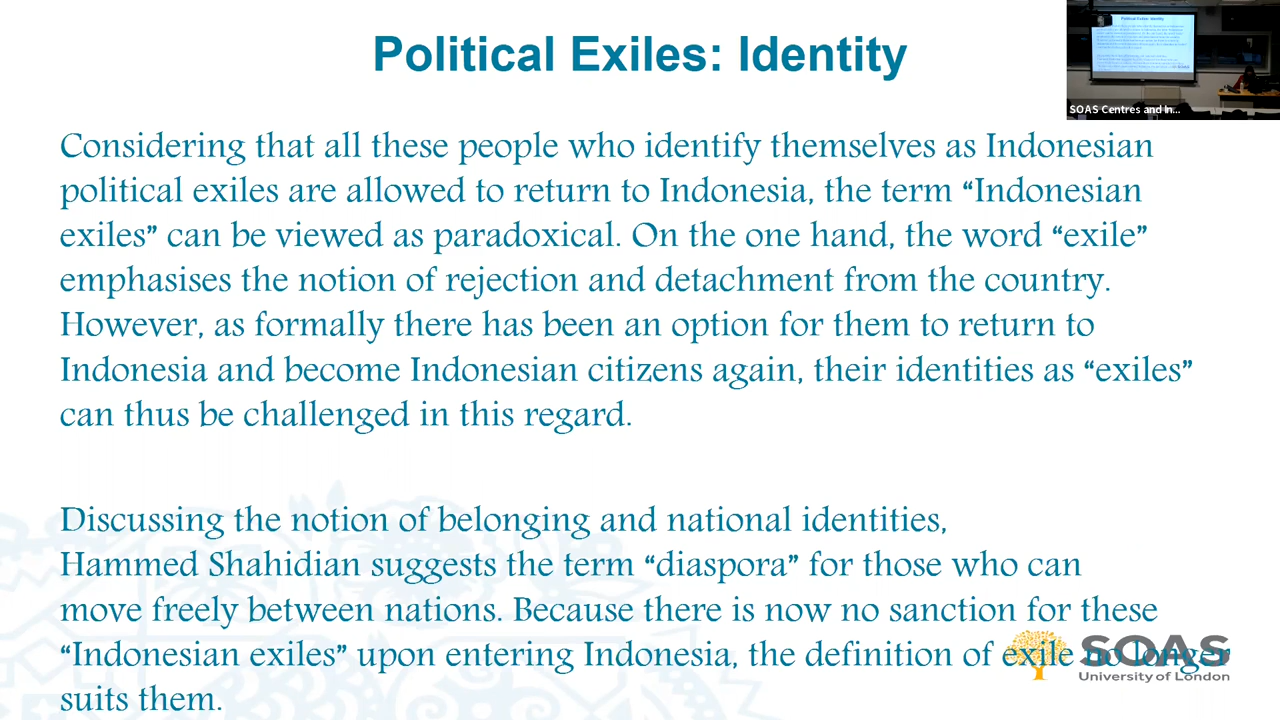 Political Exiles: Identity
SOAS Centres and In...
Considering that all these people who identify themselves as Indonesian
political exiles are allowed to return to Indonesia, the term “Indonesian
exiles” can be viewed as paradoxical. On the one hand, the word “exile”
emphasises the notion of rejection and detachment from the country.
However, as formally there has been an option for them to return to
Indonesia and become Indonesian citizens again, their identities as “exiles”
can thus be challenged in this regard.
Discussing the notion of belonging and national identities,
Hammed Shahidian suggests the term “diaspora” for those who can
move freely between nations. Because there is now no sanction for these
“Indonesian exiles” upon entering Indonesia, the definition of exile no longer
suits them.
SOAS
University of London